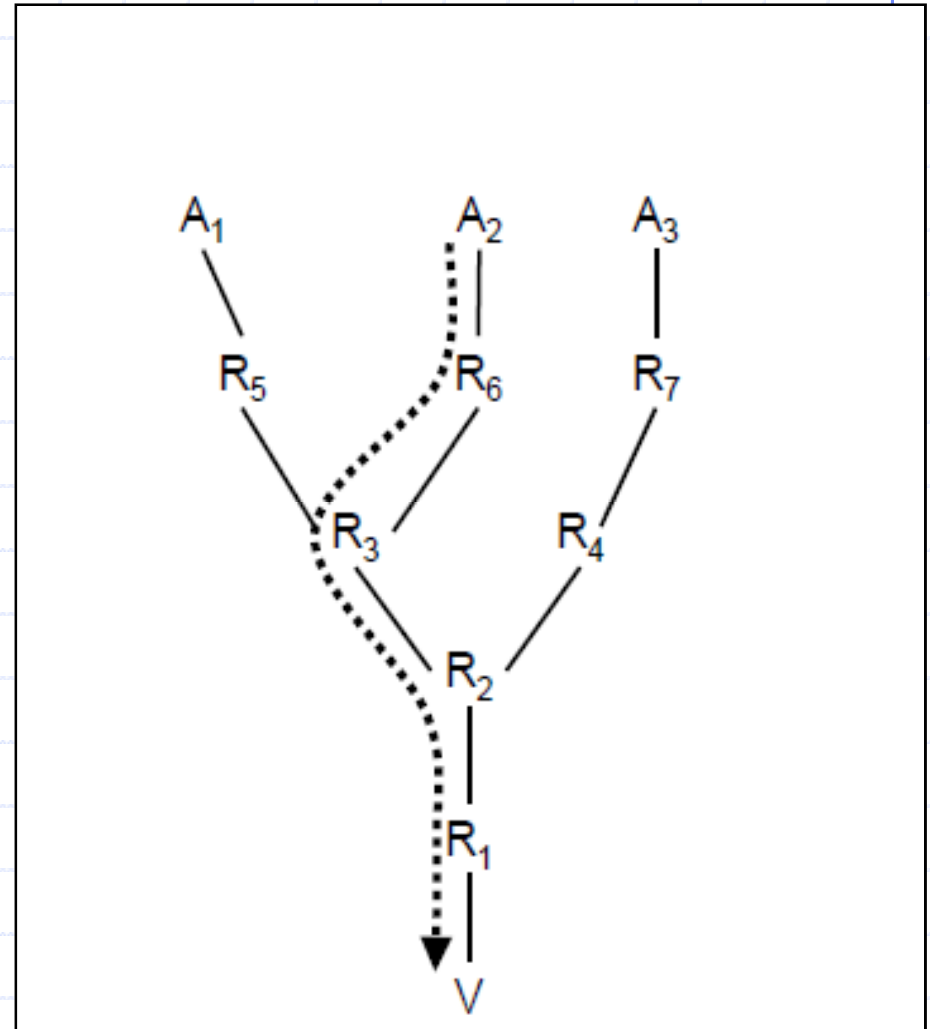 A₁ A₂ A₃
R₅ R₆ R₇
R₃ R₄
R₂
R₁
V